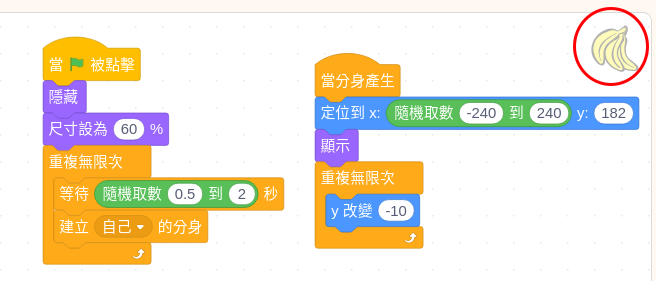 當 被點擊
隱藏
尺寸設為 60 %
重複無限次
等待 隨機取數 0.5 到 2 秒
建立 自己 的分身
當分身產生
定位到 x: 隨機取數 -240 到 240 y: 182
顯示
重複無限次
y 改變 -10